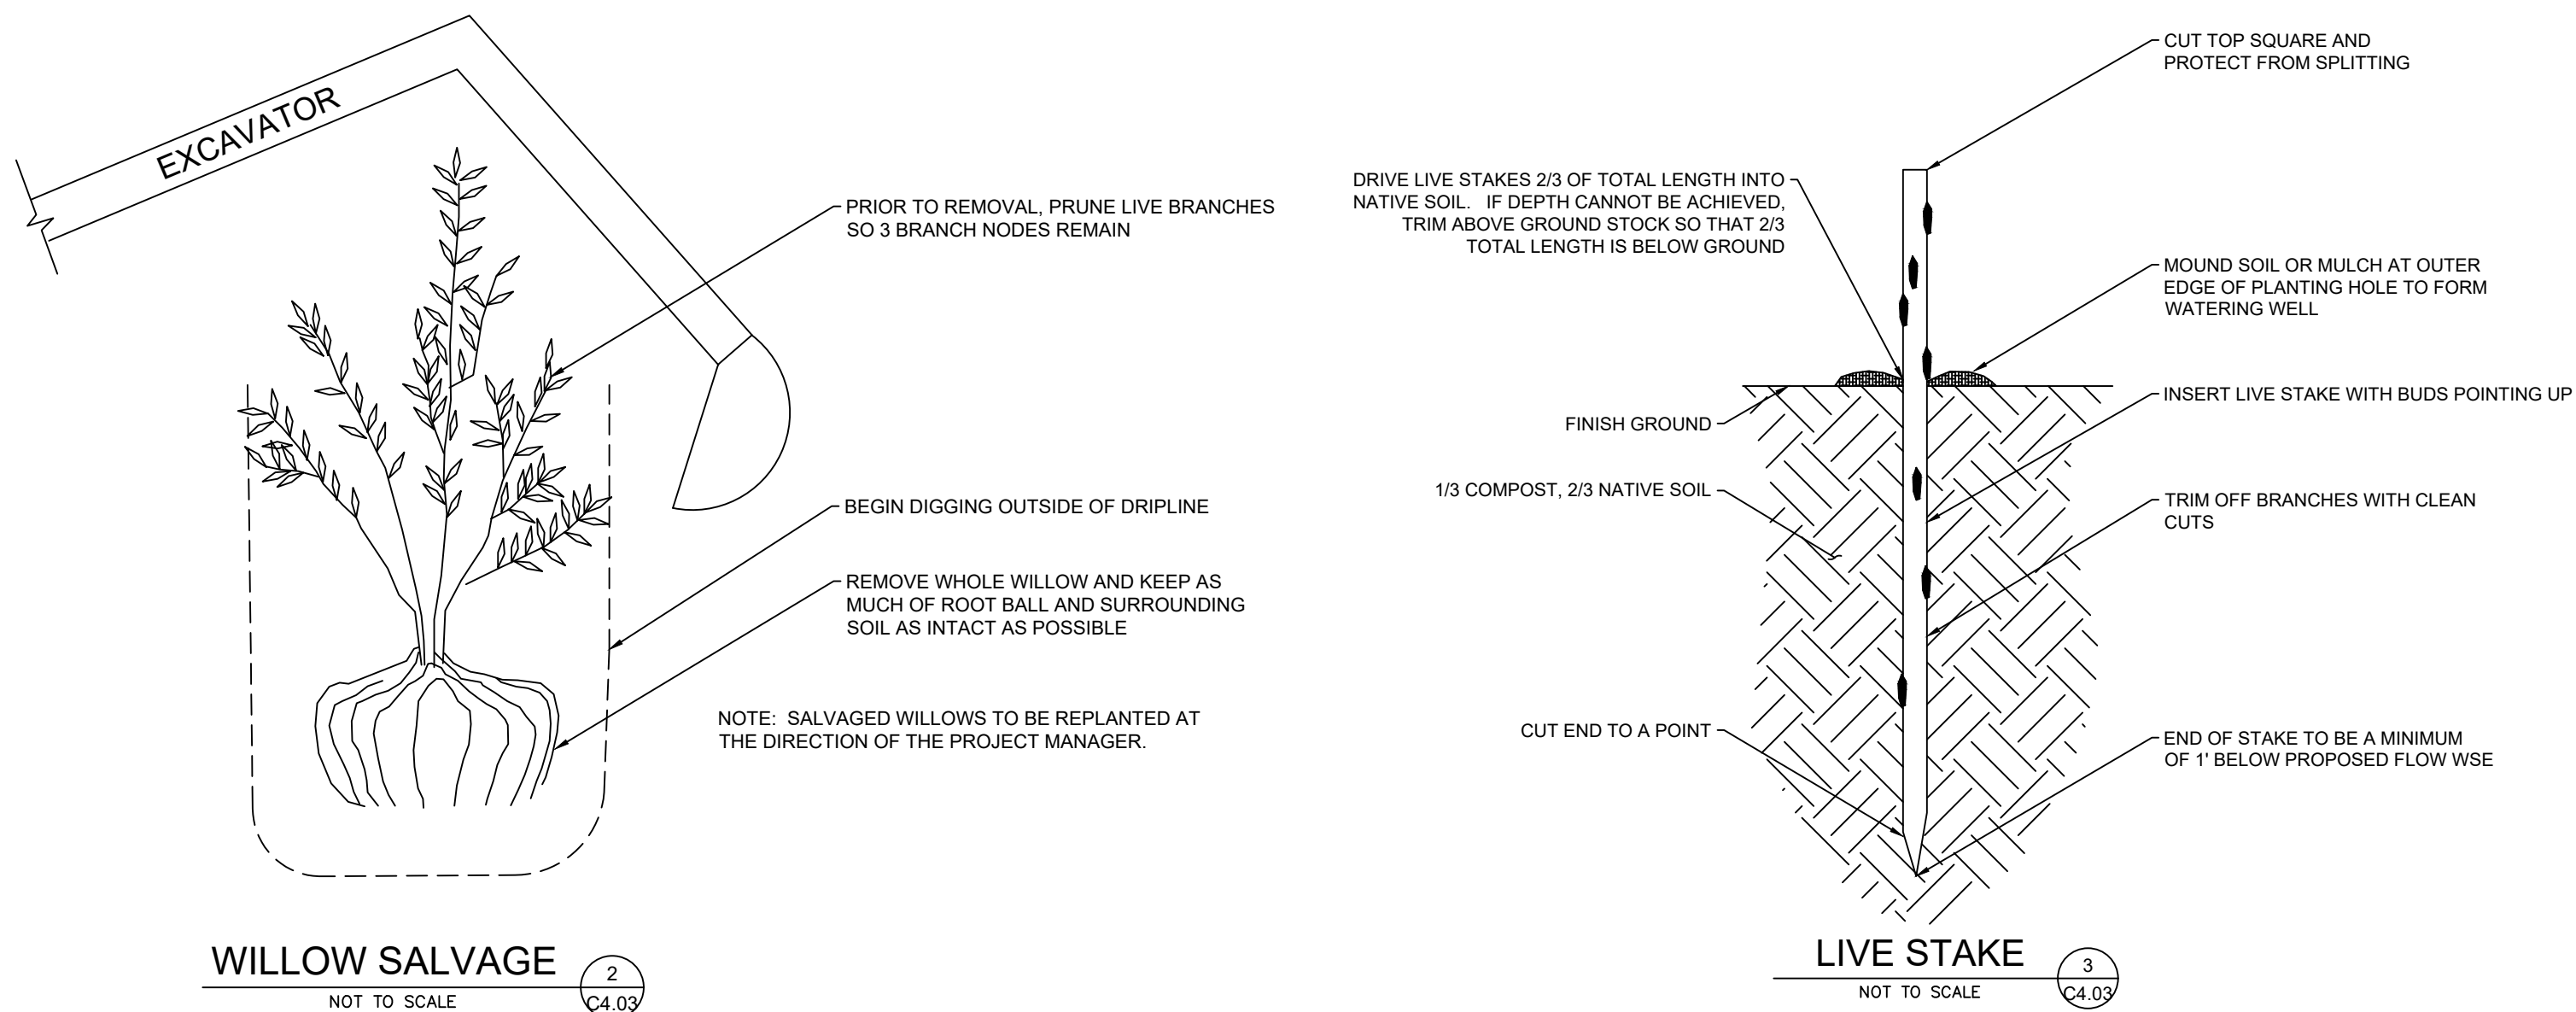 EXCAVATOR
PRIOR TO REMOVAL, PRUNE LIVE BRANCHES
SO 3 BRANCH NODES REMAIN
BEGIN DIGGING OUTSIDE OF DRIPLINE
REMOVE WHOLE WILLOW AND KEEP AS
MUCH OF ROOT BALL AND SURROUNDING
SOIL AS INTACT AS POSSIBLE
NOTE: SALVAGED WILLOWS TO BE REPLANTED AT
THE DIRECTION OF THE PROJECT MANAGER.
WILLOW SALVAGE
NOT TO SCALE
2
C4.03
CUT TOP SQUARE AND
PROTECT FROM SPLITTING
DRIVE LIVE STAKES 2/3 OF TOTAL LENGTH INTO
NATIVE SOIL. IF DEPTH CANNOT BE ACHIEVED,
TRIM ABOVE GROUND STOCK SO THAT 2/3
TOTAL LENGTH IS BELOW GROUND
MOUND SOIL OR MULCH AT OUTER
EDGE OF PLANTING HOLE TO FORM
WATERING WELL
INSERT LIVE STAKE WITH BUDS POINTING UP
FINISH GROUND
1/3 COMPOST, 2/3 NATIVE SOIL
TRIM OFF BRANCHES WITH CLEAN
CUTS
CUT END TO A POINT
END OF STAKE TO BE A MINIMUM
OF 1' BELOW PROPOSED FLOW WSE
LIVE STAKE
NOT TO SCALE
3
C4.03